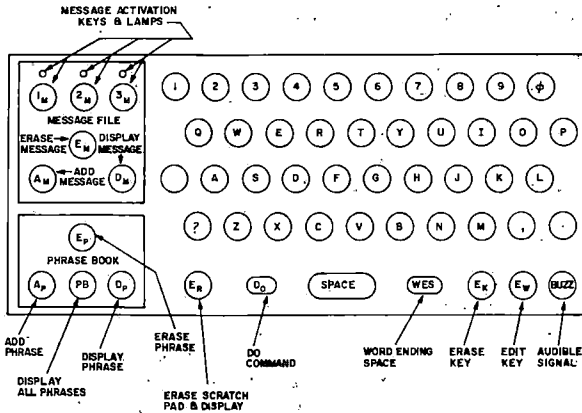 MESSAGE ACTIVATION
KEYS & LAMPS
1M 2M 3M
MESSAGE FILE
ERASE MESSAGE
EM
DISPLAY MESSAGE
AM
ADD MESSAGE
DM
EP
PHRASE BOOK
AP PB DP
1 2 3 4 5 6 7 8 9 ϕ
Q W E R T Y U I O P
A S D F G H J K L
? Z X C V B N M , .
ER DO SPACE WES EK EW BUZZ
ADD
PHRASE
DISPLAY
ALL PHRASES
DISPLAY
PHRASE
ERASE
PHRASE
ERASE SCRATCH
PAD & DISPLAY
DO
COMMAND
WORD ENDING
SPACE
ERASE
KEY
EDIT
KEY
AUDIBLE
SIGNAL